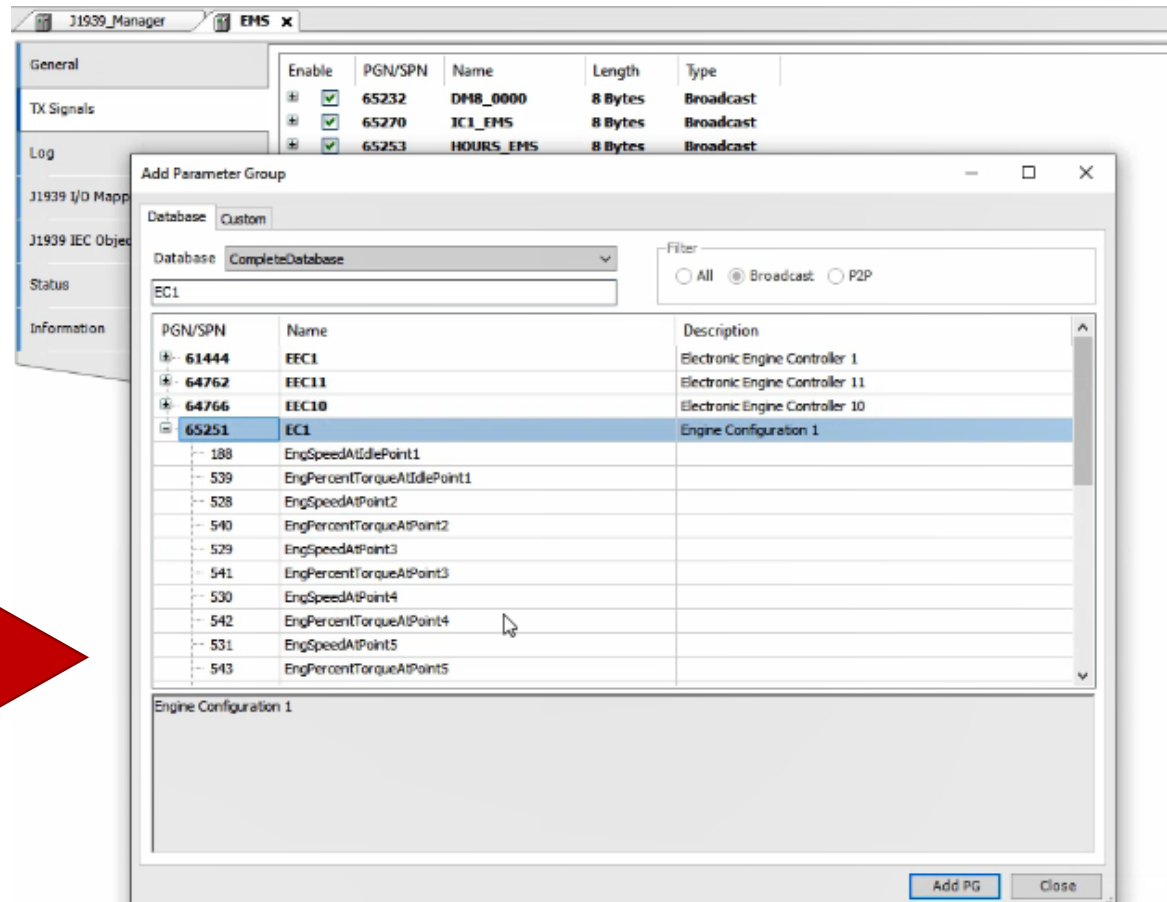 J1939_Manager EMS x
General
TX Signals
Log
J1939 I/O Mapp
J1939 IEC Objec
Status
Information
Enable PGN/SPN Name Length Type
65232 DM8_0000 8 Bytes Broadcast
65270 IC1_EMS 8 Bytes Broadcast
65253 HOURS_EMS 8 Bytes Broadcast
Add Parameter Group
Database Custom
Database CompleteDatabase
Filter
All Broadcast P2P
EC1
PGN/SPN Name Description
61444 EEC1 Electronic Engine Controller 1
64762 EEC11 Electronic Engine Controller 11
64766 EEC10 Electronic Engine Controller 10
65251 EC1 Engine Configuration 1
188 EngSpeedAtIdlePoint1
539 EngPercentTorqueAtIdlePoint1
528 EngSpeedAtPoint2
540 EngPercentTorqueAtPoint2
529 EngSpeedAtPoint3
541 EngPercentTorqueAtPoint3
530 EngSpeedAtPoint4
542 EngPercentTorqueAtPoint4
531 EngSpeedAtPoint5
543 EngPercentTorqueAtPoint5
Engine Configuration 1
Add PG Close